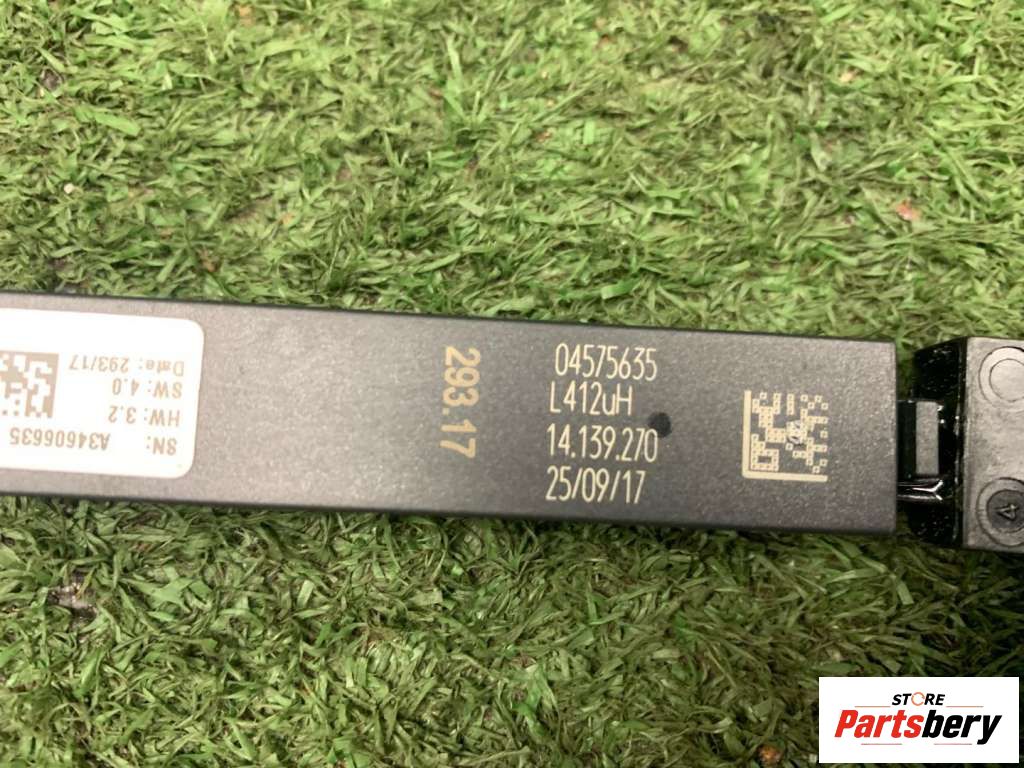 SN:
A34606635
HW: 3.2
SW: 4.0
Date: 293/17
293.17
04575635
L412uH
14.139.270
25/09/17
4
STORE
Partsbery